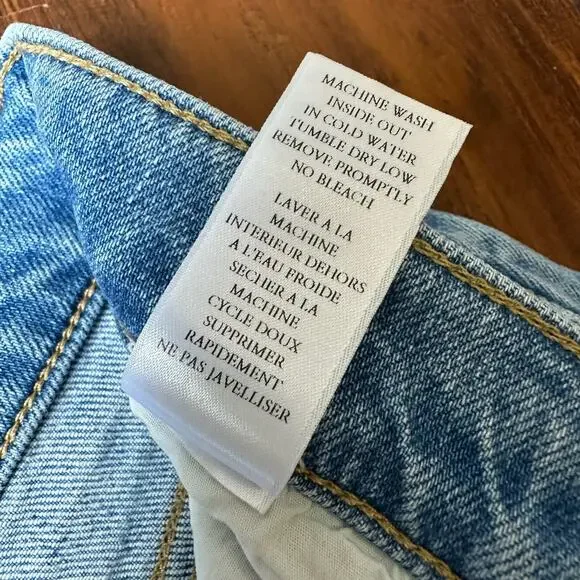 MACHINE WASH
INSIDE OUT
IN COLD WATER
TUMBLE DRY LOW
REMOVE PROMPTLY
NO BLEACH
LAVER A LA
MACHINE
INTERIEUR DEHORS
A L'EAU FROIDE
SECHER A LA
MACHINE
CYCLE DOUX
SUPPRIMER
RAPIDEMENT
NE PAS JAVELLISER